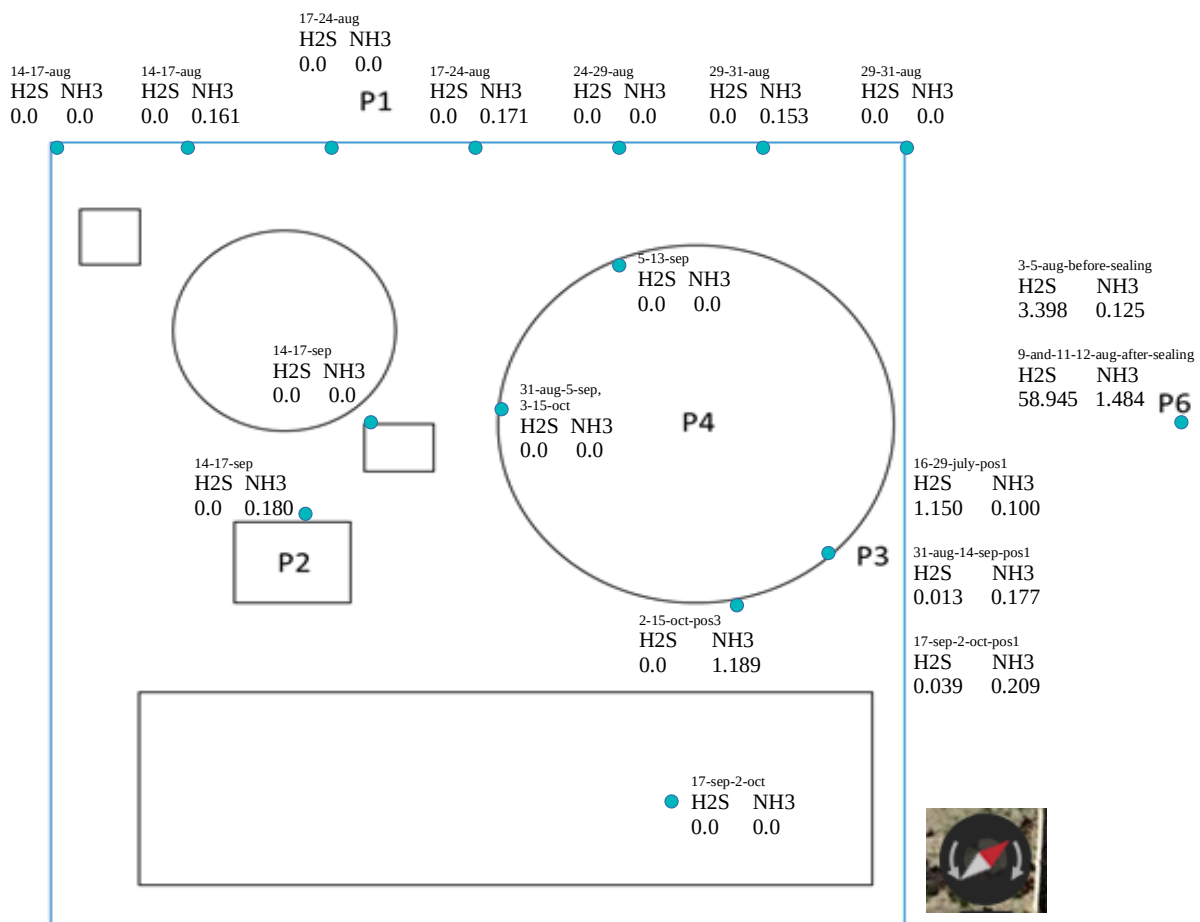 17-24-aug
H2S NH3
0.0 0.0
P1
14-17-aug
H2S NH3
0.0 0.0
14-17-aug
H2S NH3
0.0 0.161
17-24-aug
H2S NH3
0.0 0.171
24-29-aug
H2S NH3
0.0 0.0
29-31-aug
H2S NH3
0.0 0.153
29-31-aug
H2S NH3
0.0 0.0
5-13-sep
H2S NH3
0.0 0.0
3-5-aug-before-sealing
H2S NH3
3.398 0.125
9-and-11-12-aug-after-sealing
H2S NH3
58.945 1.484
P6
14-17-sep
H2S NH3
0.0 0.0
31-aug-5-sep,
3-15-oct
H2S NH3
0.0 0.0
P4
14-17-sep
H2S NH3
0.0 0.180
P2
16-29-july-pos1
H2S NH3
1.150 0.100
P3
31-aug-14-sep-pos1
H2S NH3
0.013 0.177
2-15-oct-pos3
H2S NH3
0.0 1.189
17-sep-2-oct-pos1
H2S NH3
0.039 0.209
17-sep-2-oct
H2S NH3
0.0 0.0